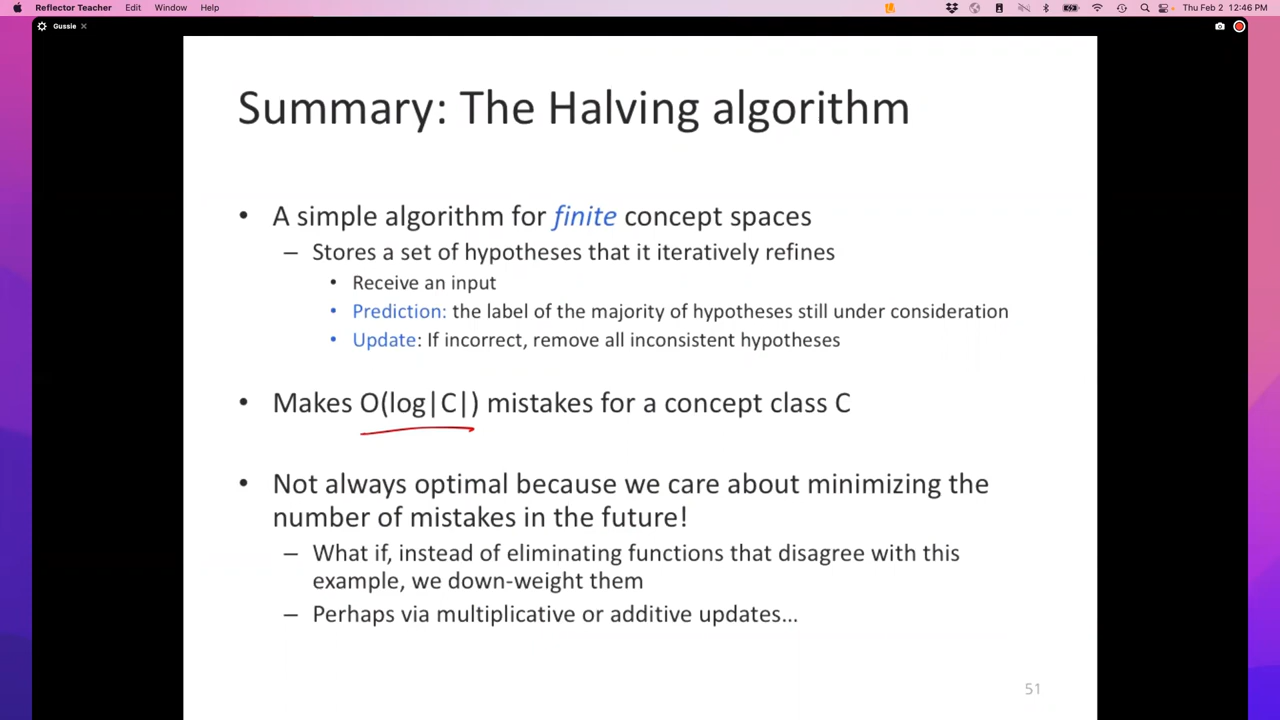 Reflector Teacher Edit Window Help Thu Feb 2 12:46 PM
Gussie
Summary: The Halving algorithm
• A simple algorithm for finite concept spaces
– Stores a set of hypotheses that it iteratively refines
• Receive an input
• Prediction: the label of the majority of hypotheses still under consideration
• Update: If incorrect, remove all inconsistent hypotheses
• Makes O(log|C|) mistakes for a concept class C
• Not always optimal because we care about minimizing the
number of mistakes in the future!
– What if, instead of eliminating functions that disagree with this
example, we down-weight them
– Perhaps via multiplicative or additive updates...
51